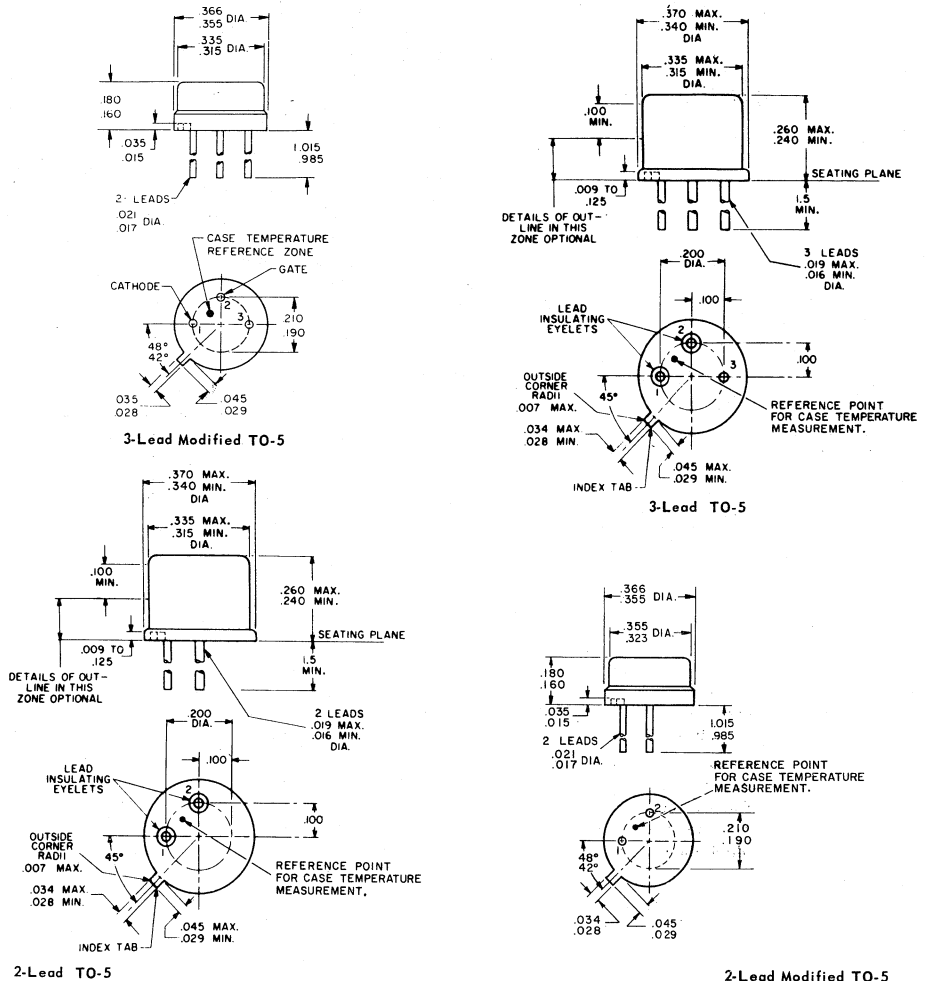 .366
.355 DIA.
.335
.315 DIA.
.180
.160
.035
.015
1.015
.985
2 LEADS
.021
.017 DIA.
CASE TEMPERATURE
REFERENCE ZONE
GATE
CATHODE
2
3
.210
.190
48°
42°
035
.028
.045
.029
3-Lead Modified TO-5
.370 MAX.
.340 MIN.
DIA
.335 MAX.
.315 MIN.
DIA.
.100
MIN.
.260 MAX.
.240 MIN.
SEATING PLANE
.009 TO
.125
1.5
MIN.
DETAILS OF OUT-
LINE IN THIS
ZONE OPTIONAL
3 LEADS
.019 MAX.
.016 MIN.
DIA.
.200
DIA.
.100
LEAD
INSULATING
EYELETS
2
3
1
.100
OUTSIDE
CORNER
RADII
.007 MAX.
45°
REFERENCE POINT
FOR CASE TEMPERATURE
MEASUREMENT.
.034 MAX.
.028 MIN.
.045 MAX.
.029 MIN.
INDEX TAB
3-Lead TO-5
.370 MAX.
.340 MIN.
DIA
.335 MAX.
.315 MIN.
DIA.
.100
MIN.
.260 MAX.
.240 MIN.
SEATING PLANE
.009 TO
.125
1.5
MIN.
DETAILS OF OUT-
LINE IN THIS
ZONE OPTIONAL
2 LEADS
.019 MAX.
.016 MIN.
DIA.
.200
DIA.
.100
LEAD
INSULATING
EYELETS
2
1
.100
OUTSIDE
CORNER
RADII
.007 MAX.
45°
REFERENCE POINT
FOR CASE TEMPERATURE
MEASUREMENT.
.034 MAX.
.028 MIN.
.045 MAX.
.029 MIN.
INDEX TAB
2-Lead TO-5
.366
.355 DIA.
.355
.323 DIA.
.180
.160
.035
.015
1.015
.985
2 LEADS
.021
.017 DIA.
REFERENCE POINT
FOR CASE TEMPERATURE
MEASUREMENT.
2
1
.210
.190
48°
42°
.034
.028
.045
.029
2-Lead Modified TO-5